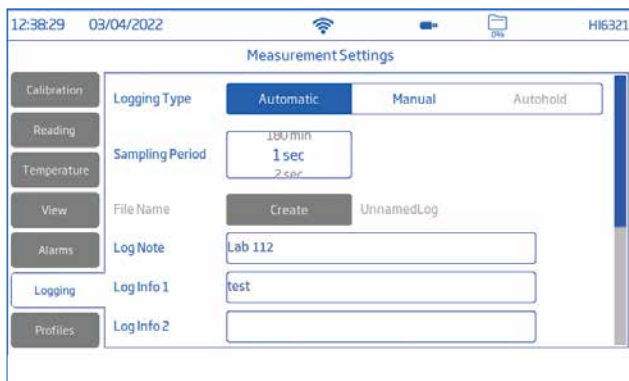 12:38:29 03/04/2022 0% HI6321
Measurement Settings
Calibration
Logging Type Automatic Manual Autohold
Reading
180 min
Sampling Period 1 sec
2 sec
Temperature
View File Name Create UnnamedLog
Alarms Log Note Lab 112
Logging Log Info 1 test
Profiles Log Info 2